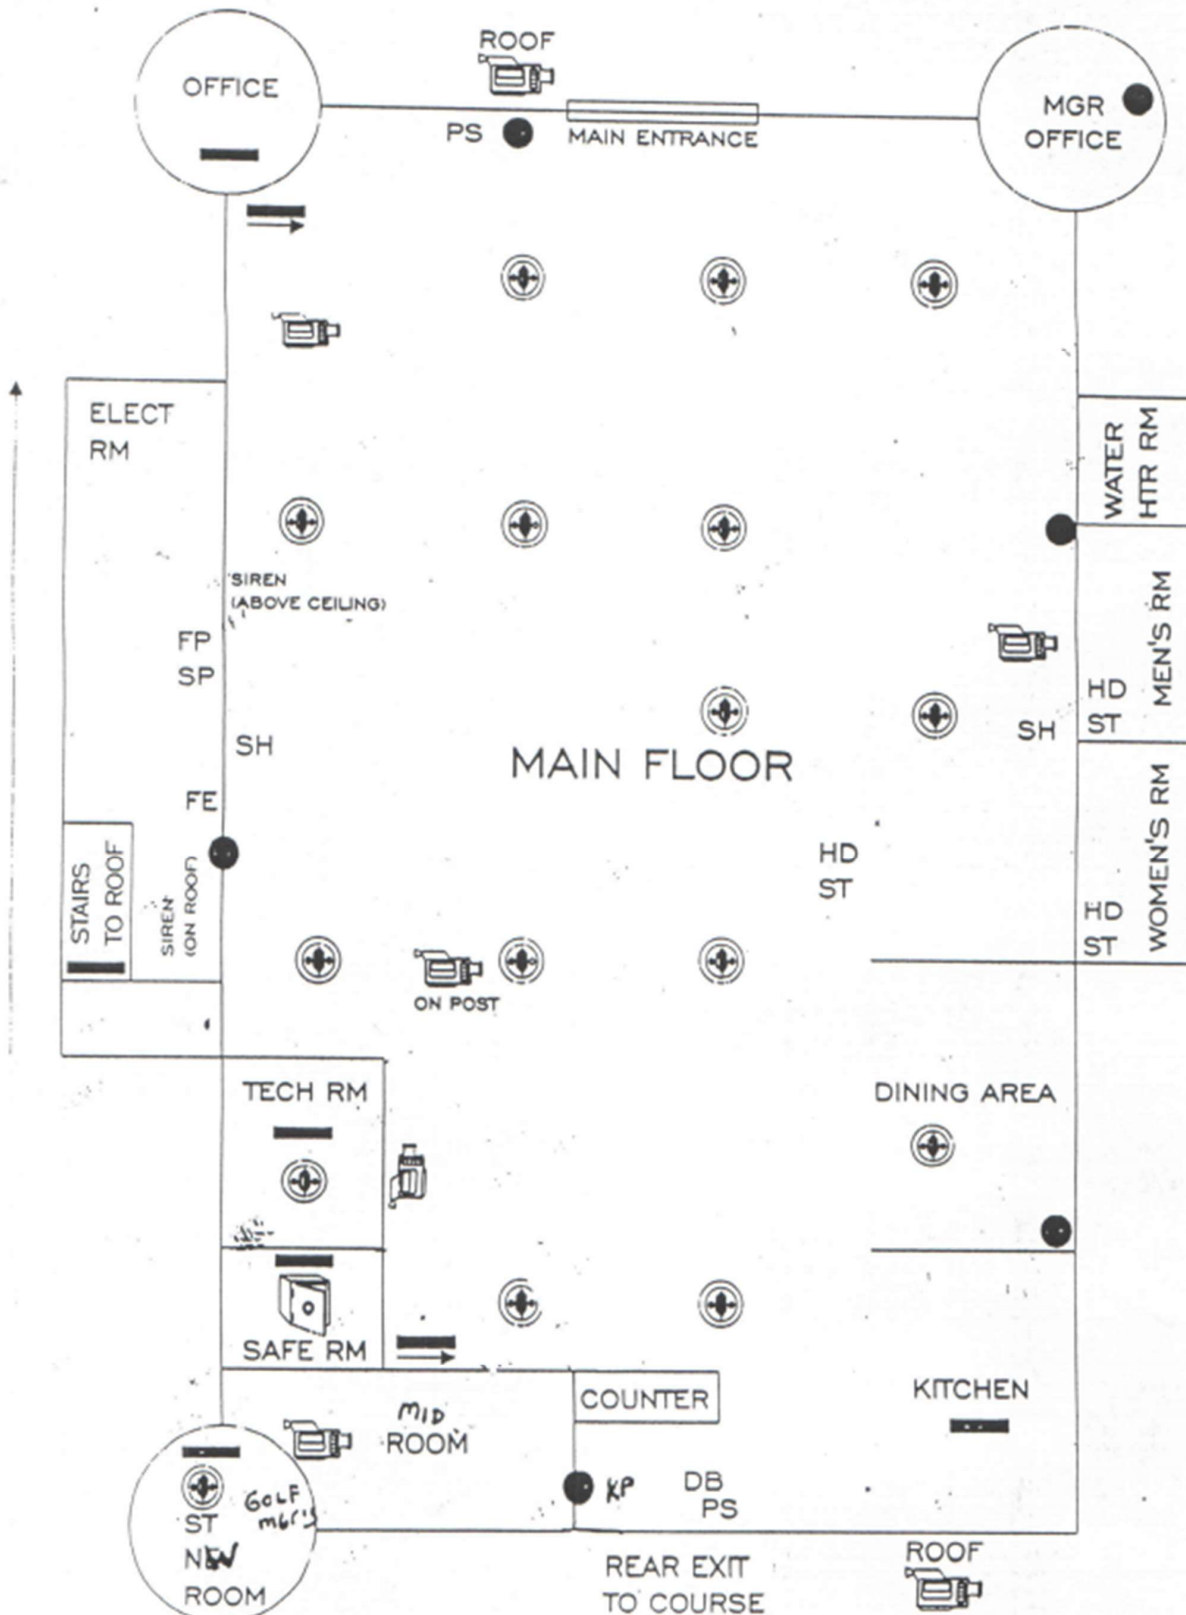 ROOF
OFFICE
MGR
OFFICE
PS
MAIN ENTRANCE
ELECT
RM
WATER
HTR RM
SIREN
(ABOVE CEILING)
FP
SP
MEN'S RM
HD
ST
SH
SH
MAIN FLOOR
FE
STAIRS
TO ROOF
SIREN
(ON ROOF)
HD
ST
WOMEN'S RM
HD
ST
ON POST
TECH RM
DINING AREA
SAFE RM
COUNTER
KITCHEN
MID
ROOM
KP
DB
PS
GOLF
MGR'S
ST
NEW
ROOM
REAR EXIT
TO COURSE
ROOF